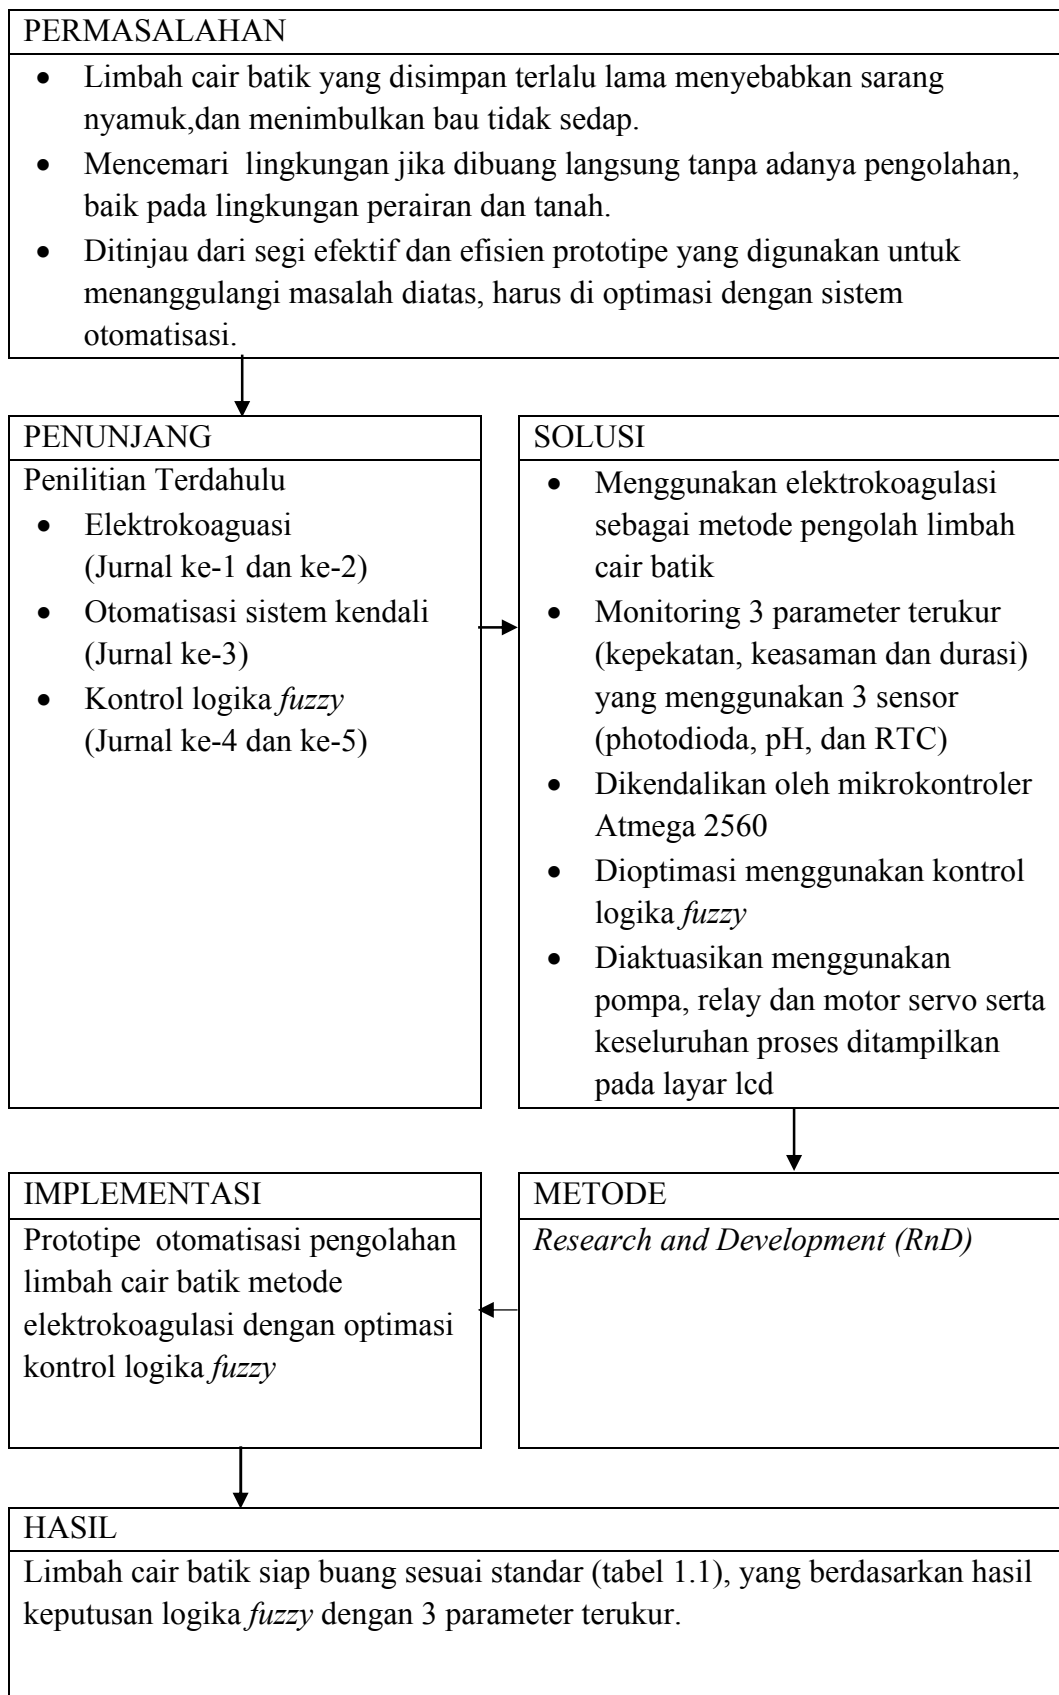 PERMASALAHAN
• Limbah cair batik yang disimpan terlalu lama menyebabkan sarang
nyamuk,dan menimbulkan bau tidak sedap.
• Mencemari lingkungan jika dibuang langsung tanpa adanya pengolahan,
baik pada lingkungan perairan dan tanah.
• Ditinjau dari segi efektif dan efisien prototipe yang digunakan untuk
menanggulangi masalah diatas, harus di optimasi dengan sistem
otomatisasi.
PENUNJANG
Penilitian Terdahulu
• Elektrokoaguasi
(Jurnal ke-1 dan ke-2)
• Otomatisasi sistem kendali
(Jurnal ke-3)
• Kontrol logika fuzzy
(Jurnal ke-4 dan ke-5)
SOLUSI
• Menggunakan elektrokoagulasi
sebagai metode pengolah limbah
cair batik
• Monitoring 3 parameter terukur
(kepekatan, keasaman dan durasi)
yang menggunakan 3 sensor
(photodioda, pH, dan RTC)
• Dikendalikan oleh mikrokontroler
Atmega 2560
• Dioptimasi menggunakan kontrol
logika fuzzy
• Diaktuasikan menggunakan
pompa, relay dan motor servo serta
keseluruhan proses ditampilkan
pada layar lcd
METODE
Research and Development (RnD)
IMPLEMENTASI
Prototipe otomatisasi pengolahan
limbah cair batik metode
elektrokoagulasi dengan optimasi
kontrol logika fuzzy
HASIL
Limbah cair batik siap buang sesuai standar (tabel 1.1), yang berdasarkan hasil
keputusan logika fuzzy dengan 3 parameter terukur.